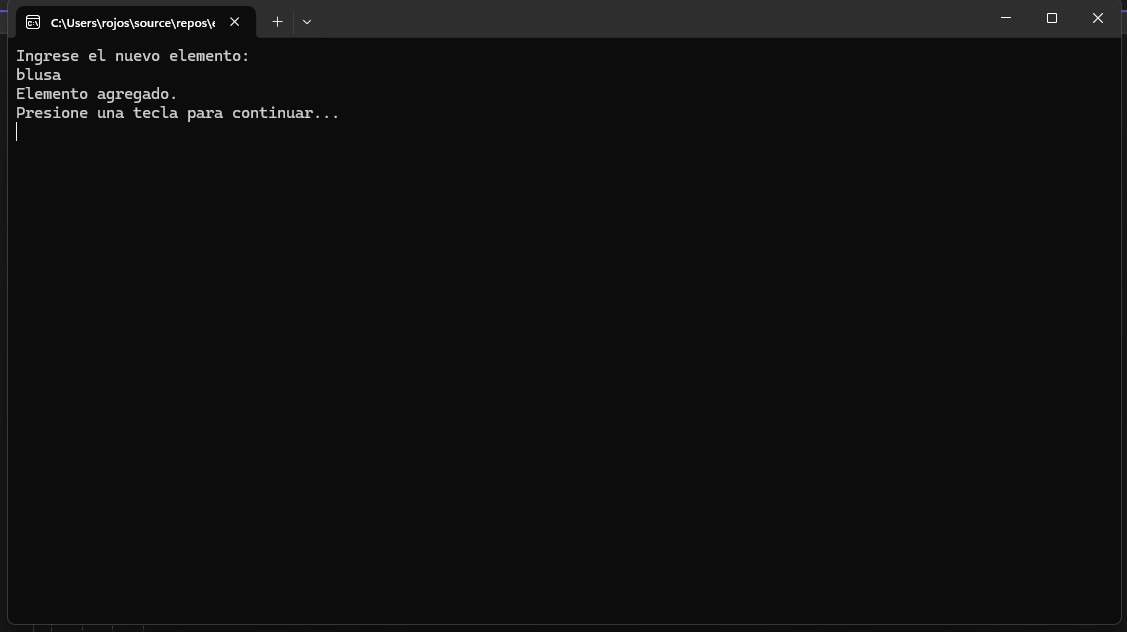 C:\Users\rojos\source\repos\e
Ingrese el nuevo elemento:
blusa
Elemento agregado.
Presione una tecla para continuar...